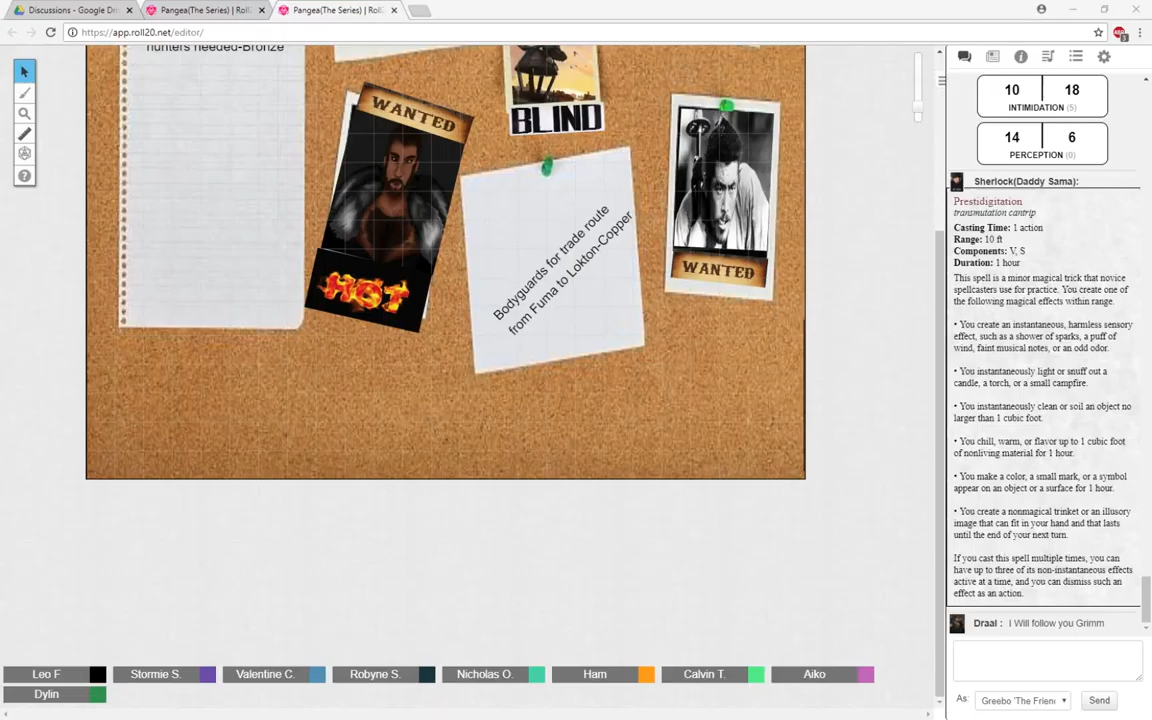 Discussions - Google Dri
Pangea(The Series) | Roll
Pangea(The Series) | Roll
https://app.roll20.net/editor/
hunters needed-Bronze
WANTED
HOT
BLIND
Bodyguards for trade route
from Fuma to Lokton-Copper
WANTED
10 18
INTIMIDATION (5)
14 6
PERCEPTION (0)
Sherlock(Daddy Sama):
Prestidigitation
transmutation cantrip
Casting Time: 1 action
Range: 10 ft
Components: V, S
Duration: 1 hour
This spell is a minor magical trick that novice
spellcasters use for practice. You create one of
the following magical effects within range.
• You create an instantaneous, harmless sensory
effect, such as a shower of sparks, a puff of
wind, faint musical notes, or an odd odor.
• You instantaneously light or snuff out a
candle, a torch, or a small campfire.
• You instantaneously clean or soil an object no
larger than 1 cubic foot.
• You chill, warm, or flavor up to 1 cubic foot
of nonliving material for 1 hour.
• You make a color, a small mark, or a symbol
appear on an object or a surface for 1 hour.
• You create a nonmagical trinket or an illusory
image that can fit in your hand and that lasts
until the end of your next turn.
If you cast this spell multiple times, you can
have up to three of its non-instantaneous effects
active at a time, and you can dismiss such an
effect as an action.
Draal : I Will follow you Grimm
As: Greebo 'The Frien
Send
Leo F Stormie S. Valentine C. Robyne S. Nicholas O. Ham Calvin T. Aiko
Dylin